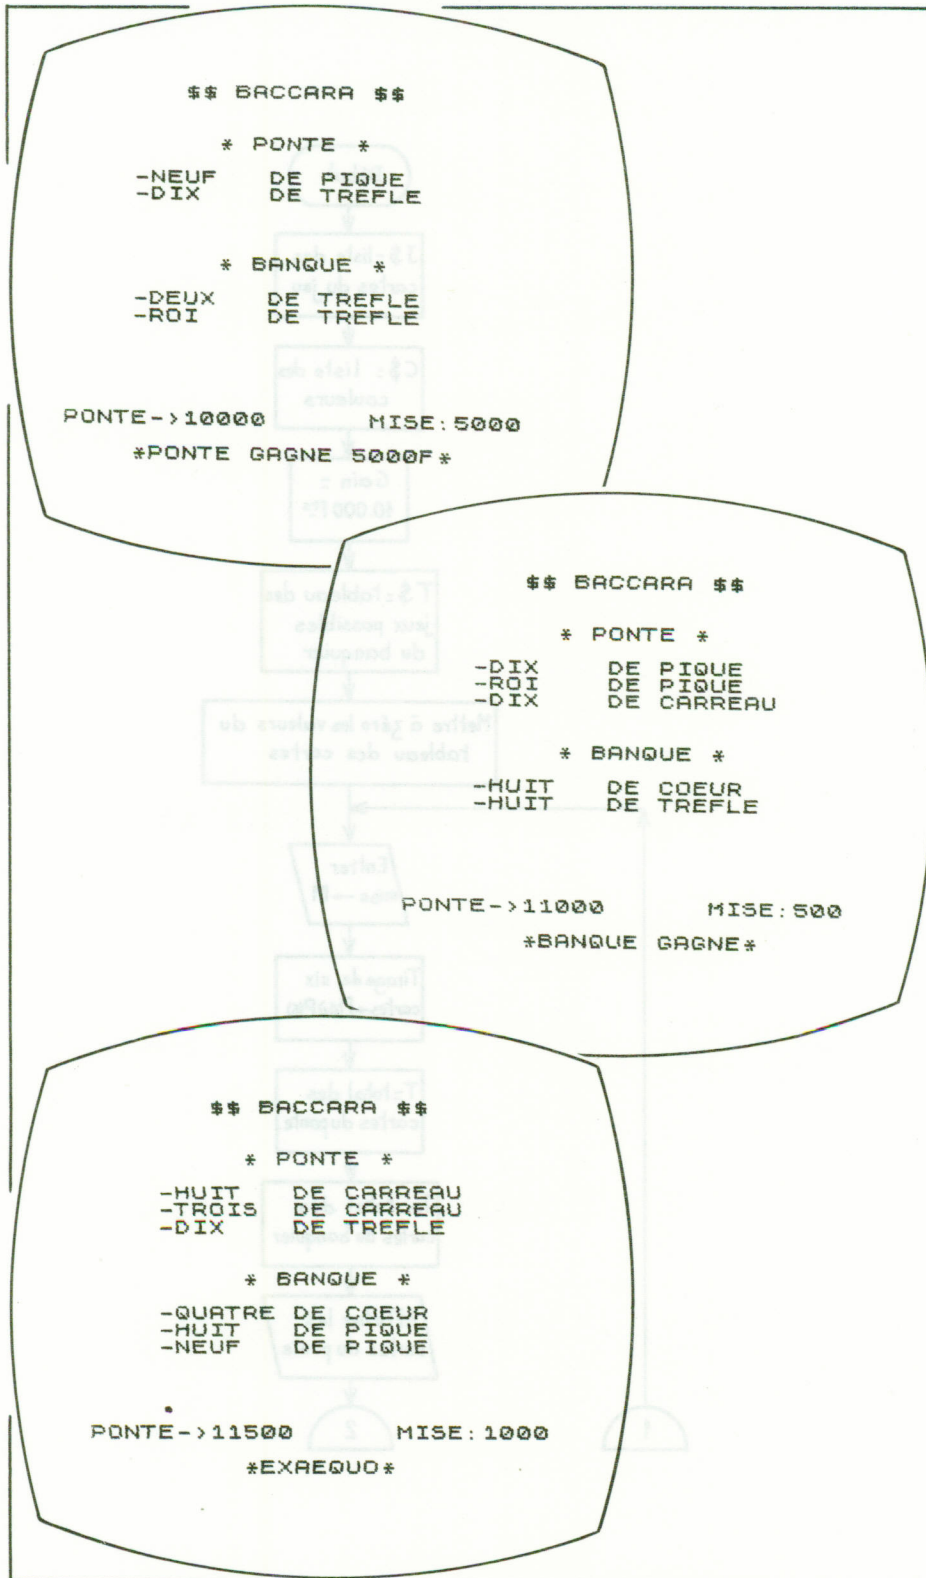 $$ BACCARA $$
* PONTE *
-NEUF DE PIQUE
-DIX DE TREFLE
* BANQUE *
-DEUX DE TREFLE
-ROI DE TREFLE
PONTE->10000 MISE:5000
*PONTE GAGNE 5000F*
$$ BACCARA $$
* PONTE *
-DIX DE PIQUE
-ROI DE PIQUE
-DIX DE CARREAU
* BANQUE *
-HUIT DE COEUR
-HUIT DE TREFLE
PONTE->11000 MISE:500
*BANQUE GAGNE*
$$ BACCARA $$
* PONTE *
-HUIT DE CARREAU
-TROIS DE CARREAU
-DIX DE TREFLE
* BANQUE *
-QUATRE DE COEUR
-HUIT DE PIQUE
-NEUF DE PIQUE
PONTE->11500 MISE:1000
*EXAEQUO*